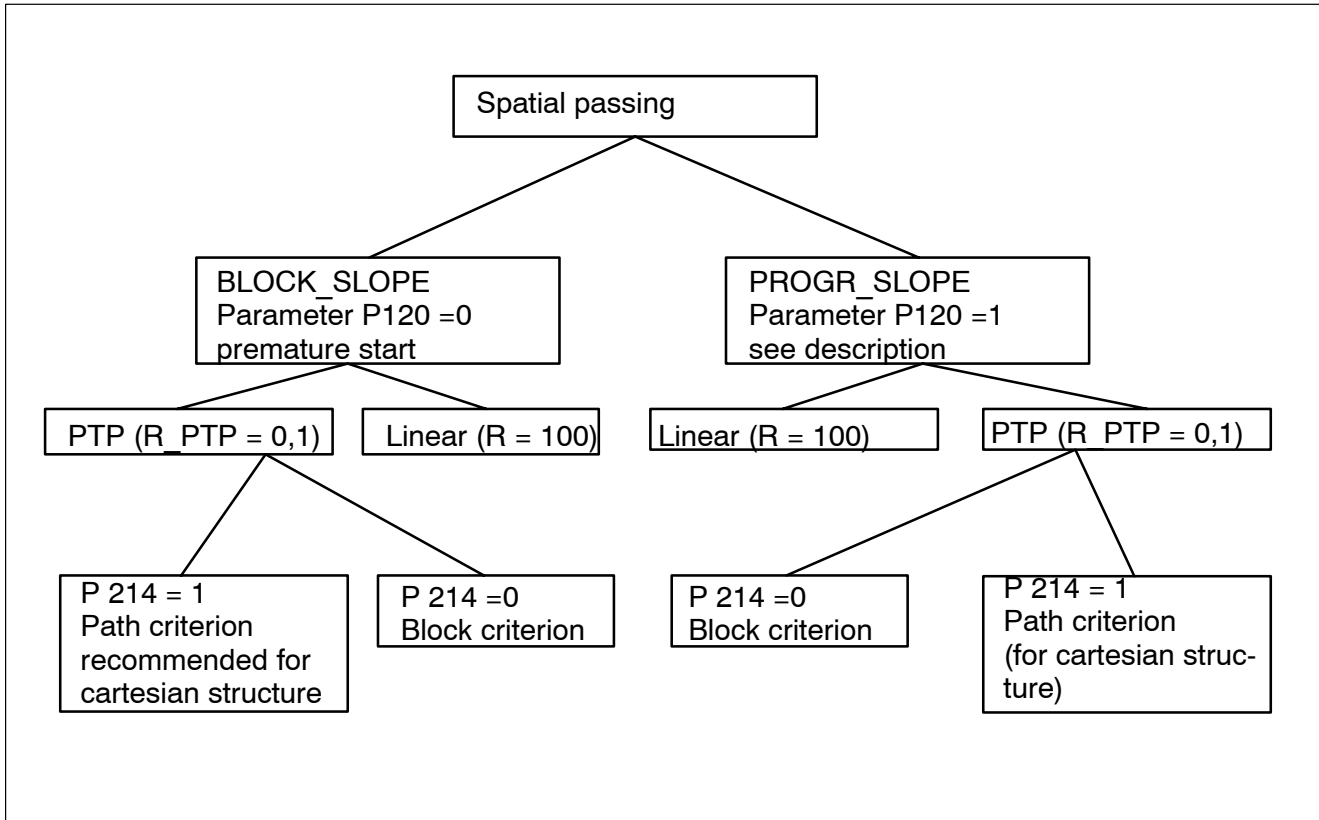 Spatial passing
BLOCK_SLOPE
Parameter P120 =0
premature start
PROGR_SLOPE
Parameter P120 =1
see description
PTP (R_PTP = 0,1)
Linear (R = 100)
Linear (R = 100)
PTP (R_PTP = 0,1)
P 214 = 1
Path criterion
recommended for
cartesian structure
P 214 =0
Block criterion
P 214 =0
Block criterion
P 214 = 1
Path criterion
(for cartesian struc-
ture)